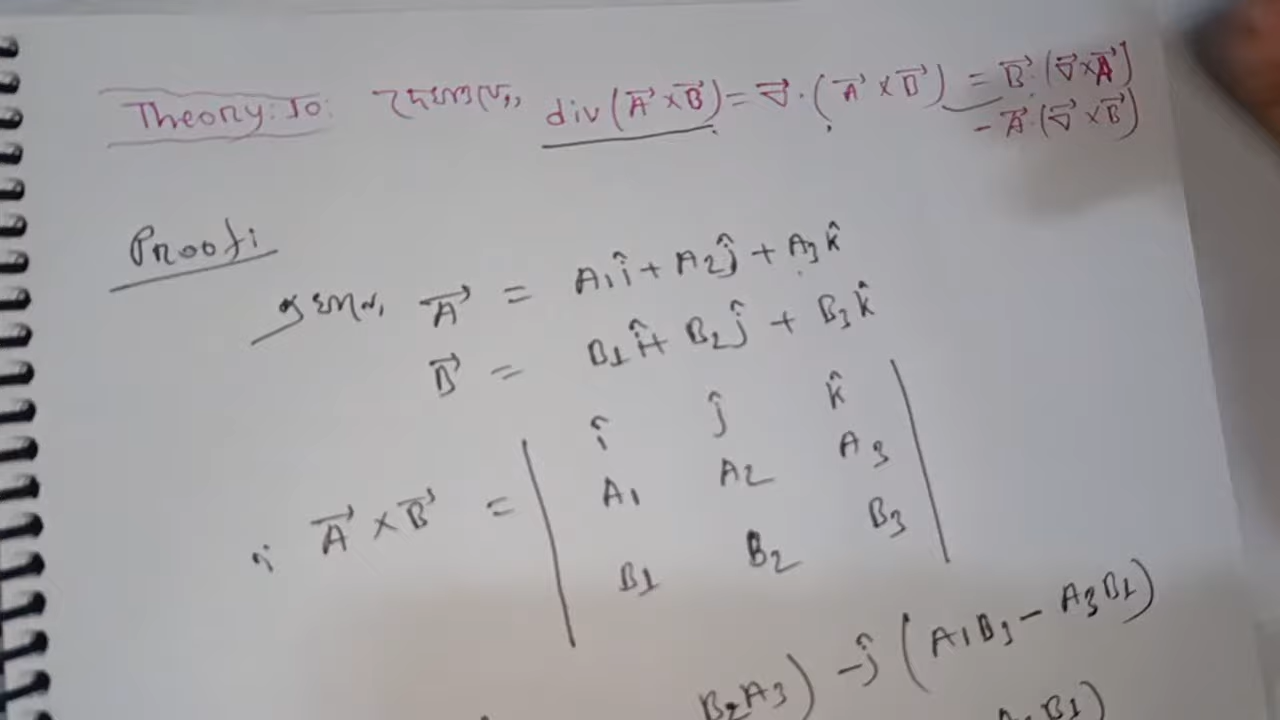 Theory: 10: দেখাও যে, div(A⃗ × B⃗) = ∇⃗ · (A⃗ × B⃗) = B⃗ · (∇⃗ × A⃗)
- A⃗ · (∇⃗ × B⃗)
Proof:
A⃗ = A₁î + A₂ĵ + A₃k̂
B⃗ = B₁î + B₂ĵ + B₃k̂
î ĵ k̂
∴ A⃗ × B⃗ = | A₁ A₂ A₃ |
B₁ B₂ B₃
B₂A₃) - ĵ (A₁B₃ - A₃B₁)
B₁)